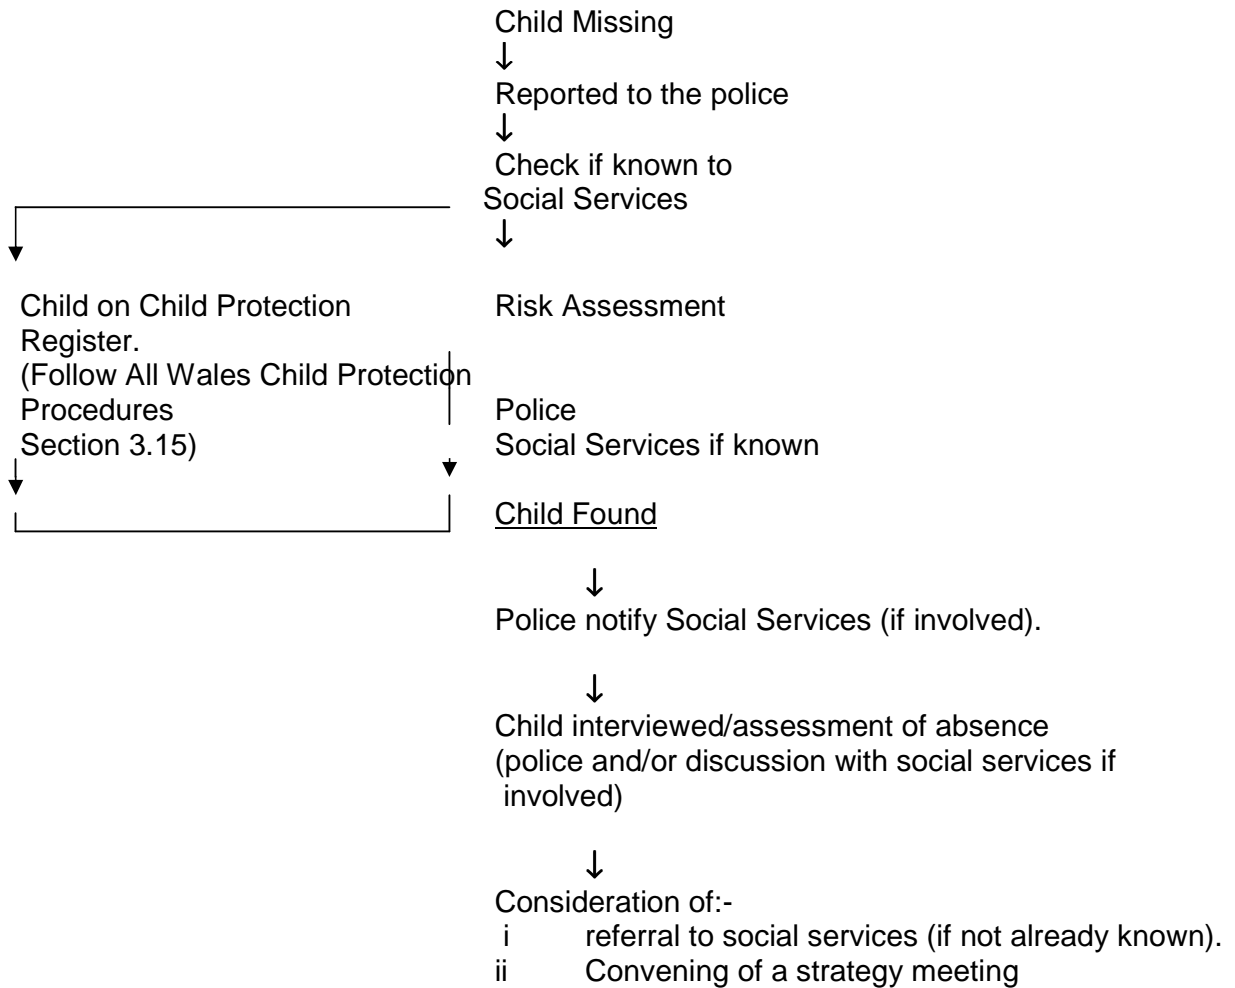 Child Missing
↓
Reported to the police
↓
Check if known to
Social Services
↓
Child on Child Protection
Register.
(Follow All Wales Child Protection
Procedures
Section 3.15)
Risk Assessment
Police
Social Services if known
Child Found
↓
Police notify Social Services (if involved).
↓
Child interviewed/assessment of absence
(police and/or discussion with social services if
involved)
↓
Consideration of:-
i referral to social services (if not already known).
ii Convening of a strategy meeting